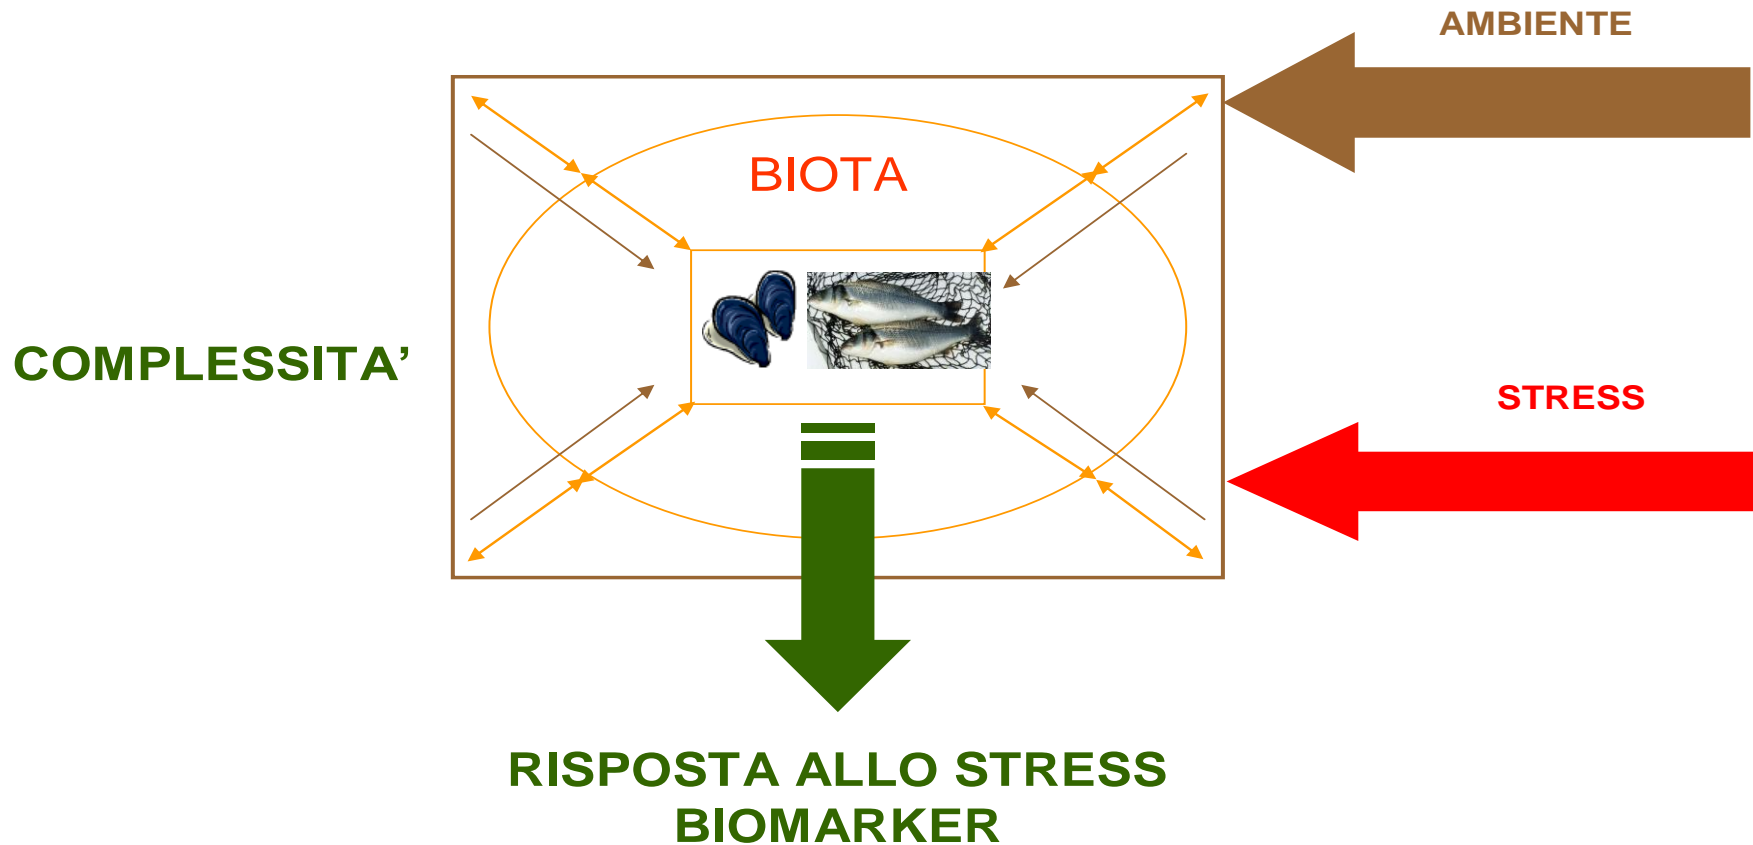 AMBIENTE
BIOTA
COMPLESSITA’
STRESS
RISPOSTA ALLO STRESS
BIOMARKER